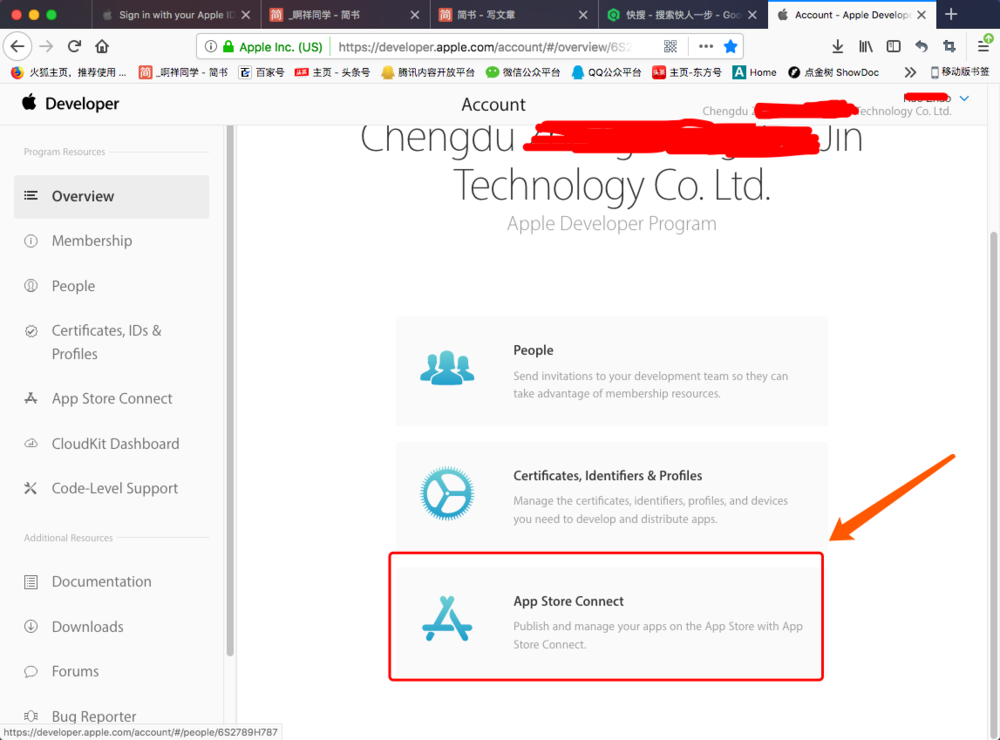 Sign in with your Apple ID
_啊祥同学 - 简书
简书 - 写文章
快搜 - 搜索快人一步 - Goo
Account - Apple Develope
Apple Inc. (US)
https://developer.apple.com/account/#/overview/6S2
火狐主页，推荐使用 ...
_啊祥同学 - 简书
百家号
主页 - 头条号
腾讯内容开放平台
微信公众平台
QQ公众平台
主页-东方号
Home
点金树 ShowDoc
移动版书签
Developer
Account
Chengdu
Technology Co. Ltd.
Program Resources
Overview
Membership
People
Certificates, IDs &
Profiles
App Store Connect
CloudKit Dashboard
Code-Level Support
Additional Resources
Documentation
Downloads
Forums
Bug Reporter
https://developer.apple.com/account/#/people/6S2789H787
Chengdu Jin
Technology Co. Ltd.
Apple Developer Program
People
Send invitations to your development team so they can
take advantage of membership resources.
Certificates, Identifiers & Profiles
Manage the certificates, identifiers, profiles, and devices
you need to develop and distribute apps.
App Store Connect
Publish and manage your apps on the App Store with App
Store Connect.